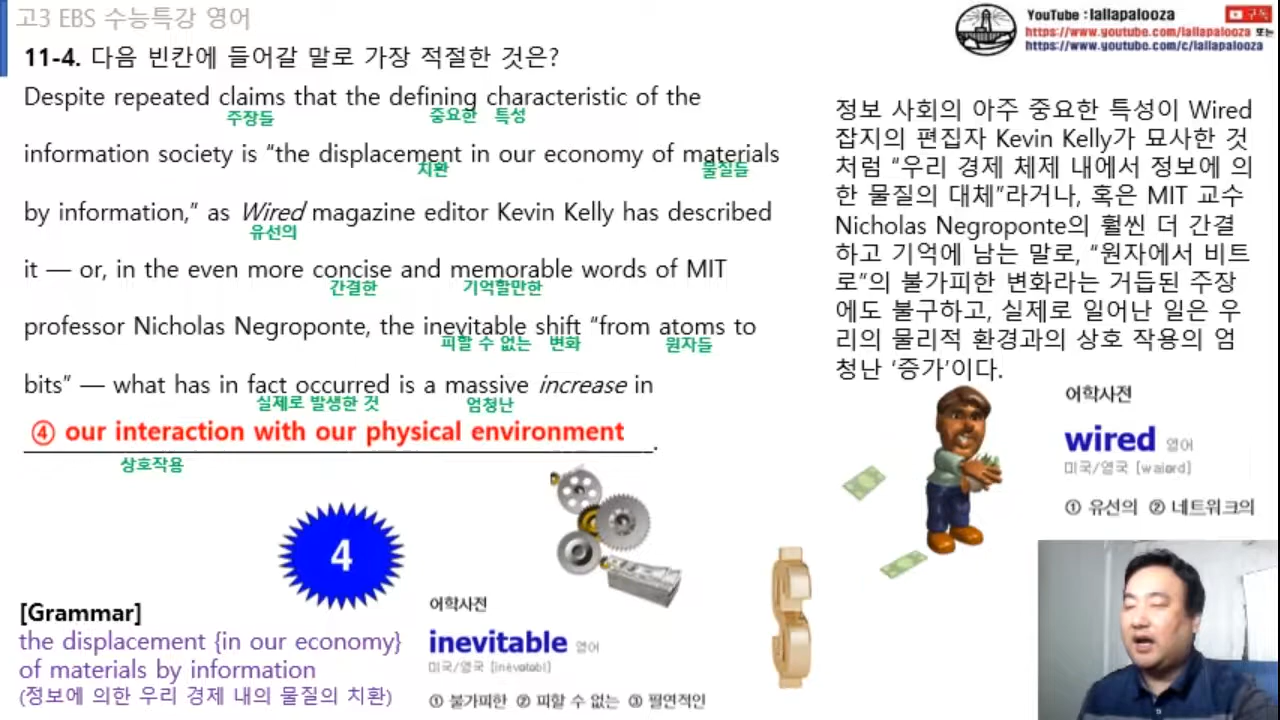 고3 EBS 수능특강 영어
YouTube : lallapalooza
구독
https://www.youtube.com/lallapalooza 또는
https://www.youtube.com/c/lallapalooza
11-4. 다음 빈칸에 들어갈 말로 가장 적절한 것은?
Despite repeated claims that the defining characteristic of the
주장들 중요한 특성
information society is “the displacement in our economy of materials
치환 물질들
by information,” as Wired magazine editor Kevin Kelly has described
유선의
it — or, in the even more concise and memorable words of MIT
간결한 기억할만한
professor Nicholas Negroponte, the inevitable shift “from atoms to
피할 수 없는 변화 원자들
bits” — what has in fact occurred is a massive increase in
실제로 발생한 것 엄청난
④ our interaction with our physical environment.
상호작용
정보 사회의 아주 중요한 특성이 Wired
잡지의 편집자 Kevin Kelly가 묘사한 것
처럼 “우리 경제 체제 내에서 정보에 의
한 물질의 대체”라거나, 혹은 MIT 교수
Nicholas Negroponte의 훨씬 더 간결
하고 기억에 남는 말로, “원자에서 비트
로”의 불가피한 변화라는 거듭된 주장
에도 불구하고, 실제로 일어난 일은 우
리의 물리적 환경과의 상호 작용의 엄
청난 ‘증가’이다.
어학사전
wired 영어
미국/영국 [waiərd]
① 유선의 ② 네트워크의
4
[Grammar]
the displacement {in our economy}
of materials by information
(정보에 의한 우리 경제 내의 물질의 치환)
어학사전
inevitable 영어
미국/영국 [inévətəbl]
① 불가피한 ② 피할 수 없는 ③ 필연적인